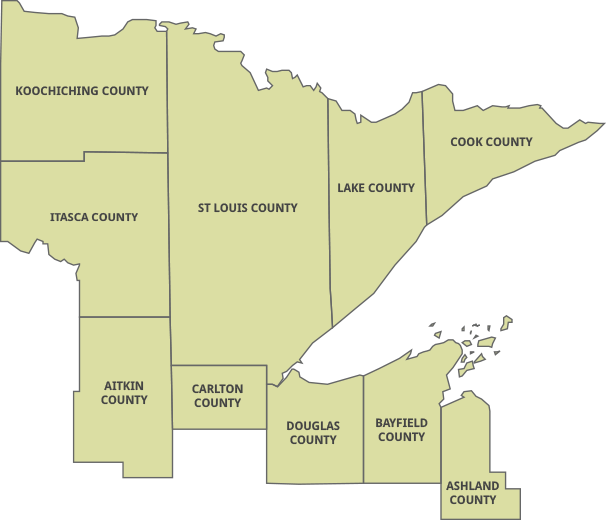 KOOCHICHING COUNTY
COOK COUNTY
LAKE COUNTY
ST LOUIS COUNTY
ITASCA COUNTY
AITKIN
COUNTY
CARLTON
COUNTY
DOUGLAS
COUNTY
BAYFIELD
COUNTY
ASHLAND
COUNTY